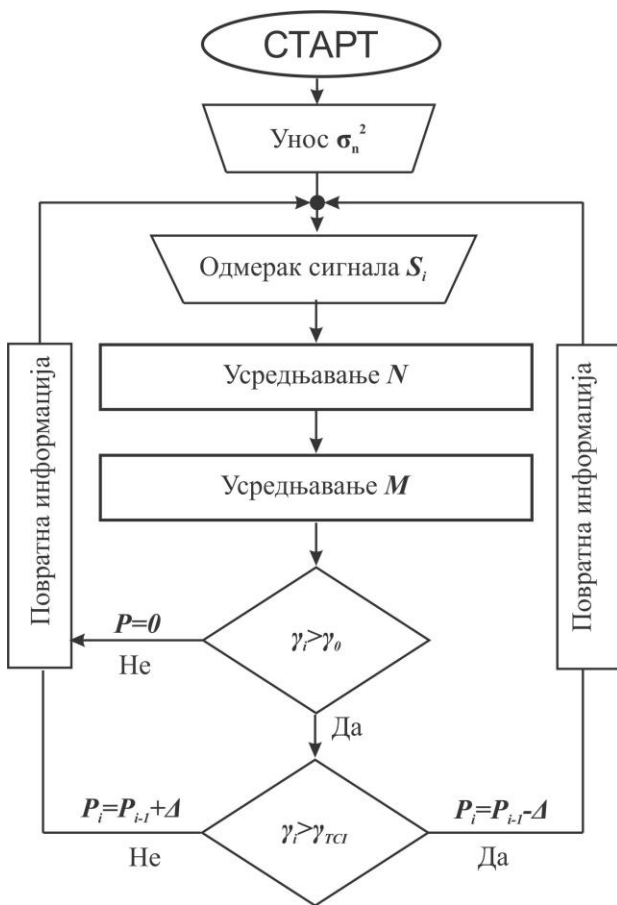 СТАРТ
Унос σₙ²
Одмерак сигнала Sᵢ
Повратна информација
Усредњавање N
Повратна информација
Усредњавање M
P=0
Не
γᵢ>γ₀
Да
Pᵢ=Pᵢ₋₁+Δ
Не
γᵢ>γ_TCI
Pᵢ=Pᵢ₋₁-Δ
Да